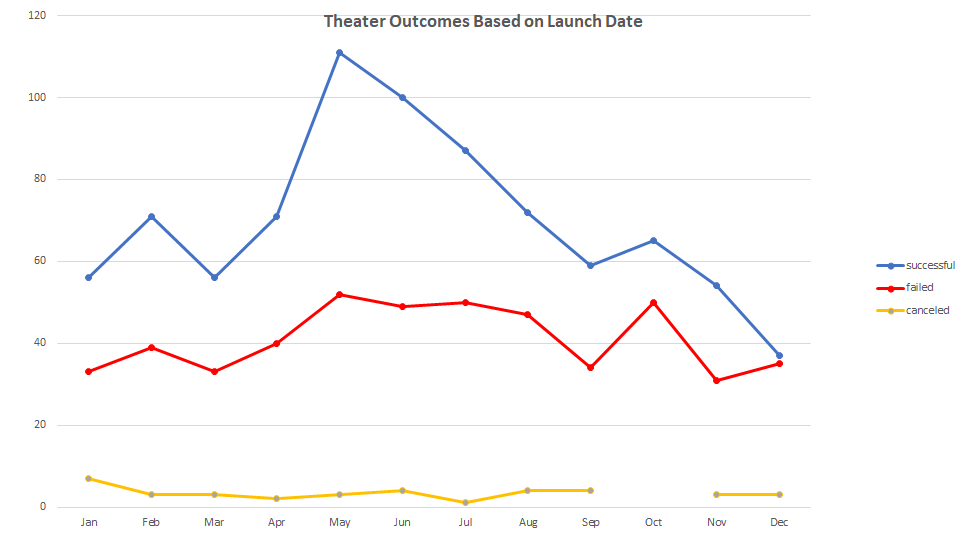 Theater Outcomes Based on Launch Date
120
100
80
60
40
20
0
Jan Feb Mar Apr May Jun Jul Aug Sep Oct Nov Dec
successful
failed
canceled